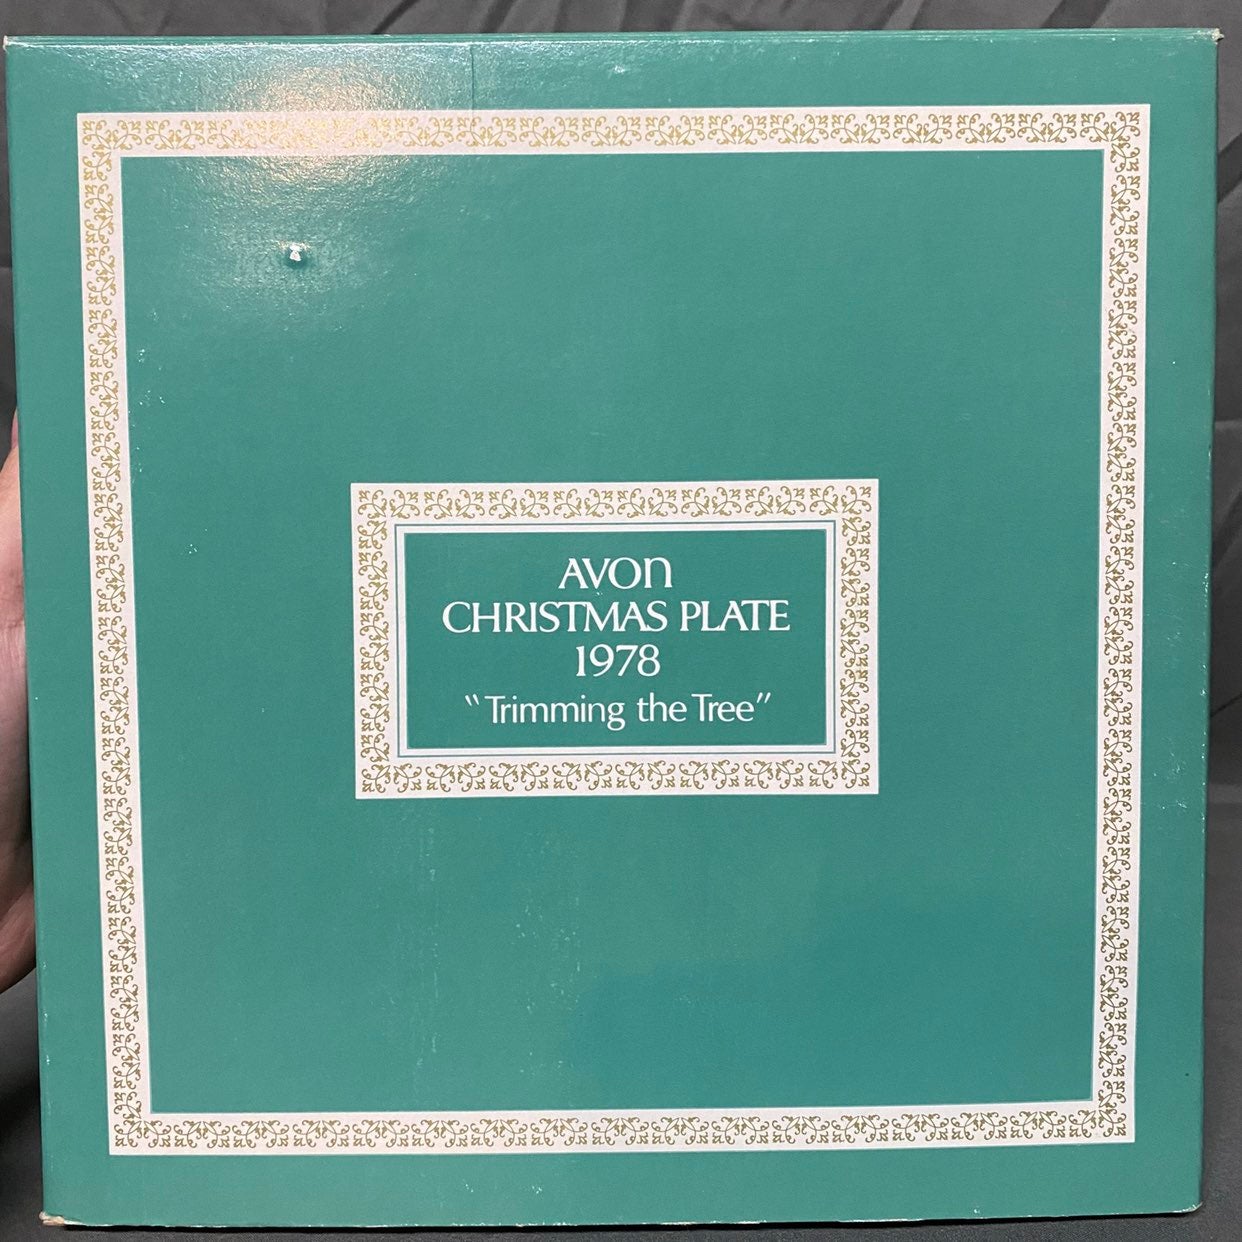 AVON
CHRISTMAS PLATE
1978
"Trimming the Tree"